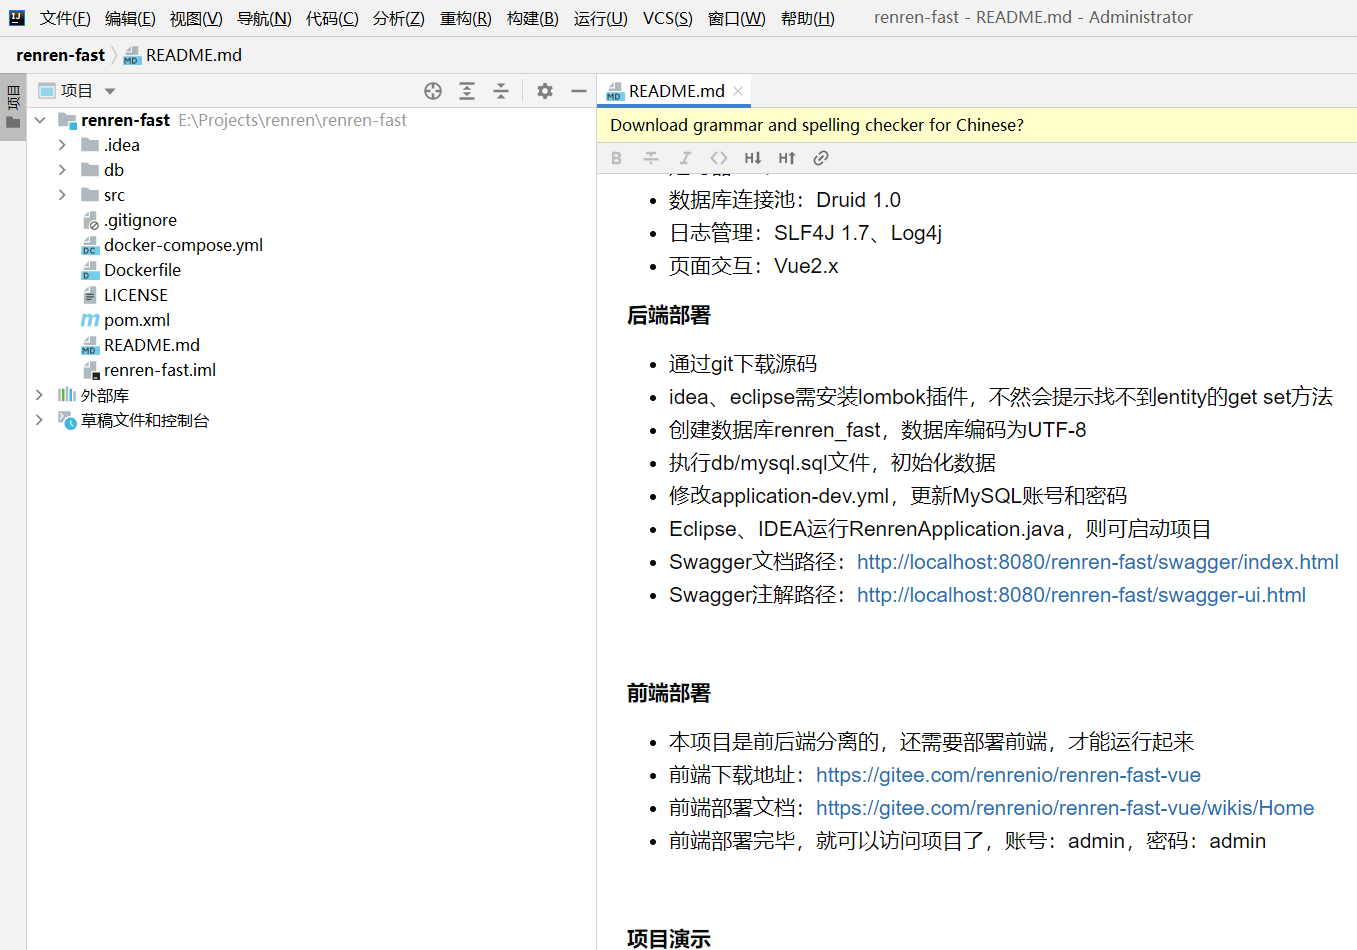 文件(F) 编辑(E) 视图(V) 导航(N) 代码(C) 分析(Z) 重构(R) 构建(B) 运行(U) VCS(S) 窗口(W) 帮助(H) renren-fast - README.md - Administrator
renren-fast README.md
项目
项目
renren-fast E:\Projects\renren\renren-fast
.idea
db
src
.gitignore
docker-compose.yml
Dockerfile
LICENSE
pom.xml
README.md
renren-fast.iml
外部库
草稿文件和控制台
README.md
Download grammar and spelling checker for Chinese?
数据库连接池：Druid 1.0
日志管理：SLF4J 1.7、Log4j
页面交互：Vue2.x
后端部署
通过git下载源码
idea、eclipse需安装lombok插件，不然会提示找不到entity的get set方法
创建数据库renren_fast，数据库编码为UTF-8
执行db/mysql.sql文件，初始化数据
修改application-dev.yml，更新MySQL账号和密码
Eclipse、IDEA运行RenrenApplication.java，则可启动项目
Swagger文档路径：http://localhost:8080/renren-fast/swagger/index.html
Swagger注解路径：http://localhost:8080/renren-fast/swagger-ui.html
前端部署
本项目是前后端分离的，还需要部署前端，才能运行起来
前端下载地址：https://gitee.com/renrenio/renren-fast-vue
前端部署文档：https://gitee.com/renrenio/renren-fast-vue/wikis/Home
前端部署完毕，就可以访问项目了，账号：admin，密码：admin
项目演示